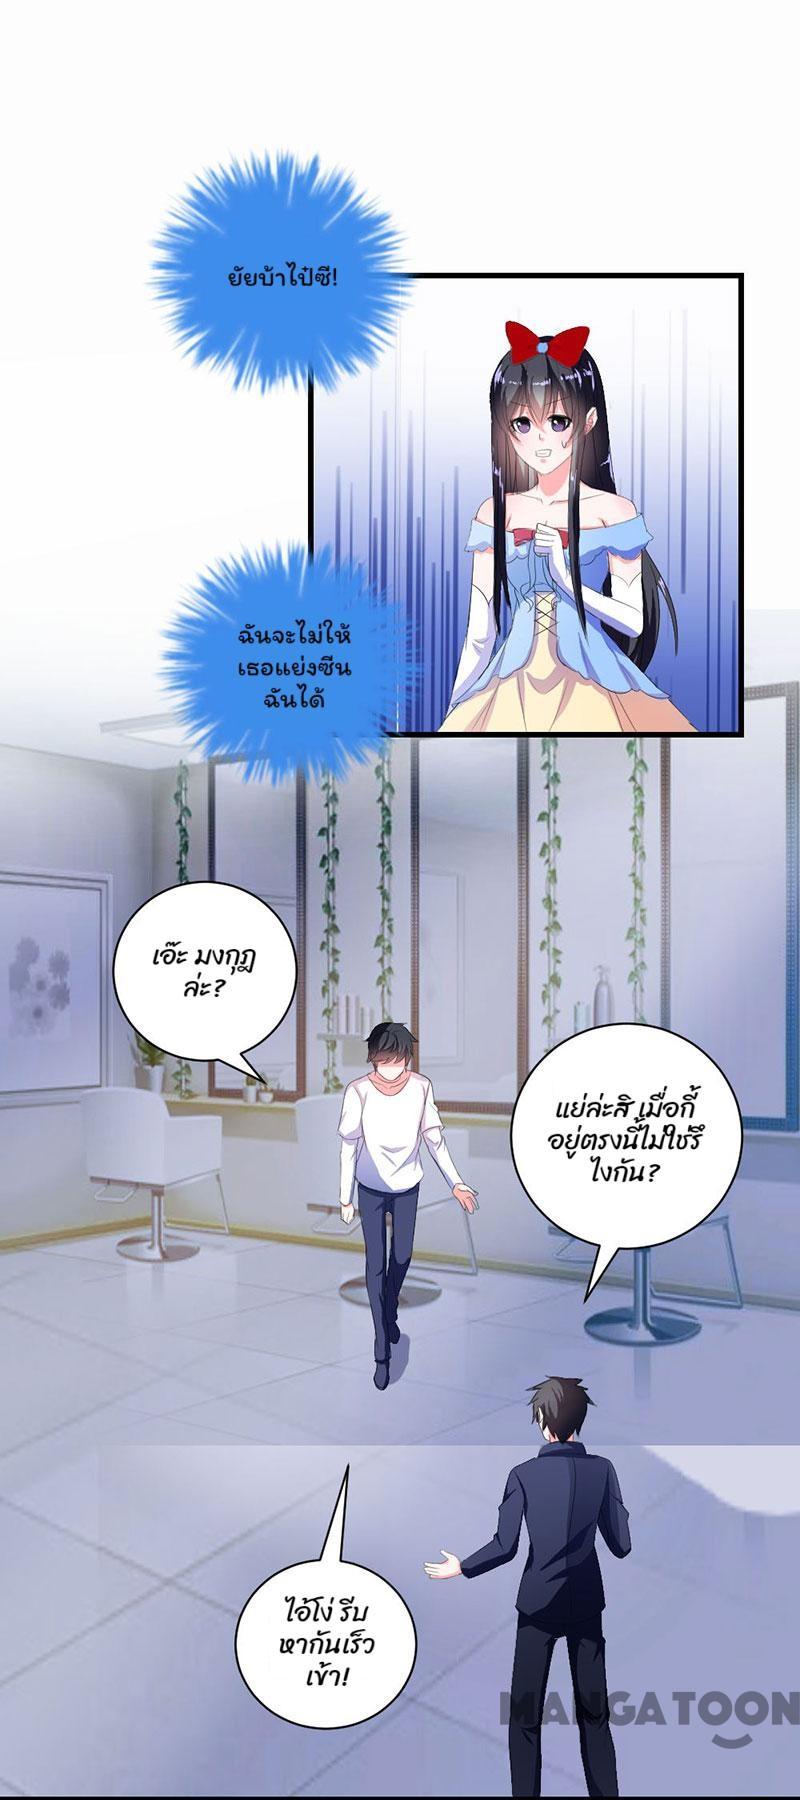 ยัยบ้าไป๋ซี!
ฉันจะไม่ให้
เธอแย่งซีน
ฉันได้
เอ๊ะ มงกุฎ
ล่ะ?
แย่ล่ะสิ เมื่อกี้
อยู่ตรงนี้ไม่ใช่รึ
ไงกัน?
ไอ้โง่ รีบ
หากันเร็ว
เข้า!
MANGATOON